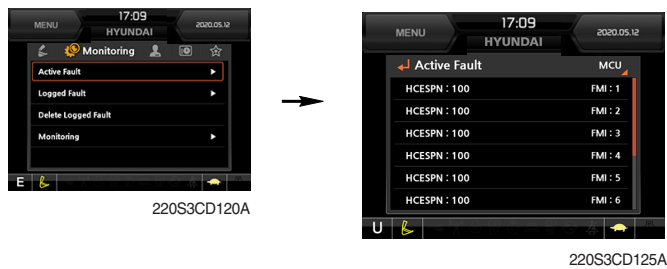 MENU
17:09
HYUNDAI
2020.05.12
Monitoring
Active Fault
Logged Fault
Delete Logged Fault
Monitoring
E
220S3CD120A
MENU
17:09
HYUNDAI
2020.05.12
Active Fault
MCU
HCESPN : 100 FMI : 1
HCESPN : 100 FMI : 2
HCESPN : 100 FMI : 3
HCESPN : 100 FMI : 4
HCESPN : 100 FMI : 5
HCESPN : 100 FMI : 6
U
220S3CD125A